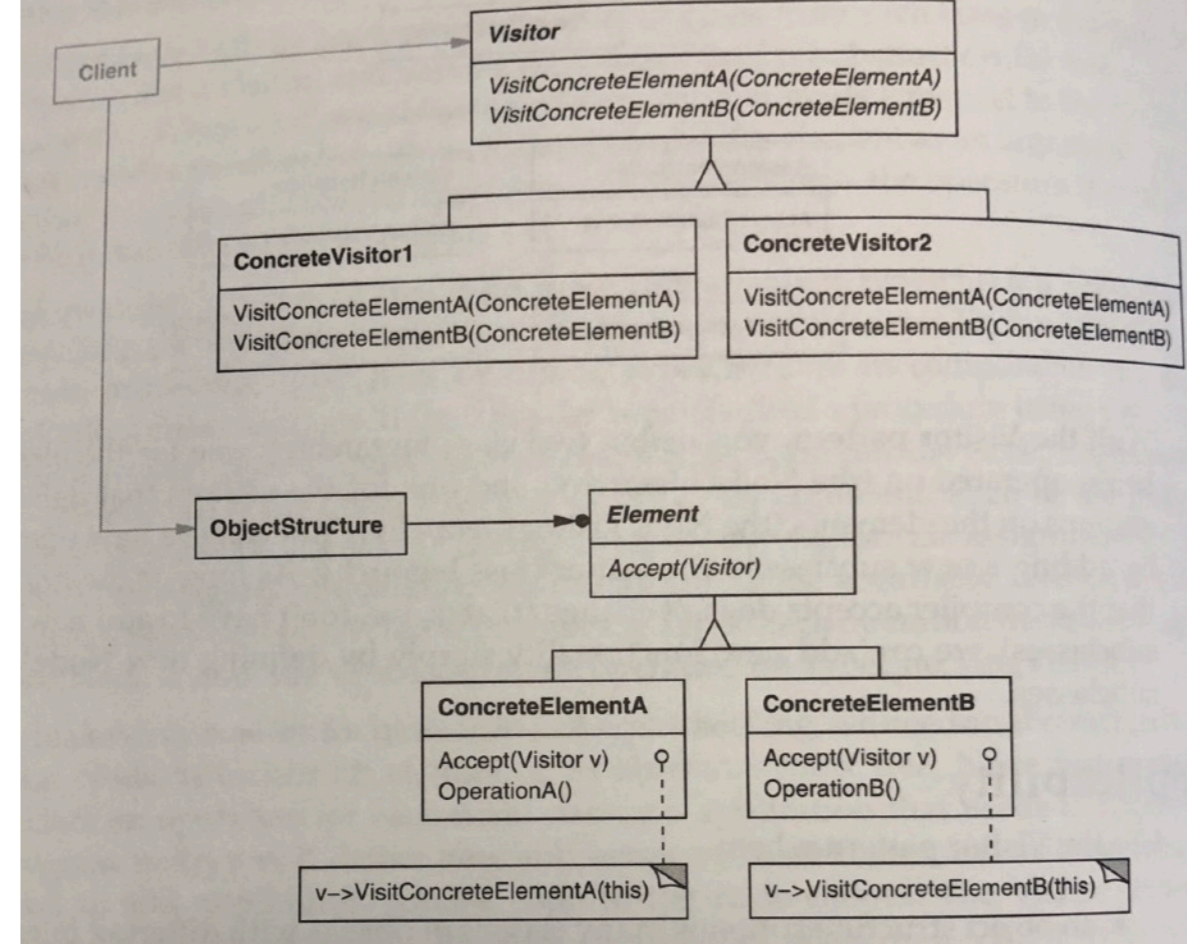 Client
Visitor
VisitConcreteElementA(ConcreteElementA)
VisitConcreteElementB(ConcreteElementB)
ConcreteVisitor1
VisitConcreteElementA(ConcreteElementA)
VisitConcreteElementB(ConcreteElementB)
ConcreteVisitor2
VisitConcreteElementA(ConcreteElementA)
VisitConcreteElementB(ConcreteElementB)
ObjectStructure
Element
Accept(Visitor)
ConcreteElementA
Accept(Visitor v)
OperationA()
ConcreteElementB
Accept(Visitor v)
OperationB()
v–>VisitConcreteElementA(this)
v–>VisitConcreteElementB(this)